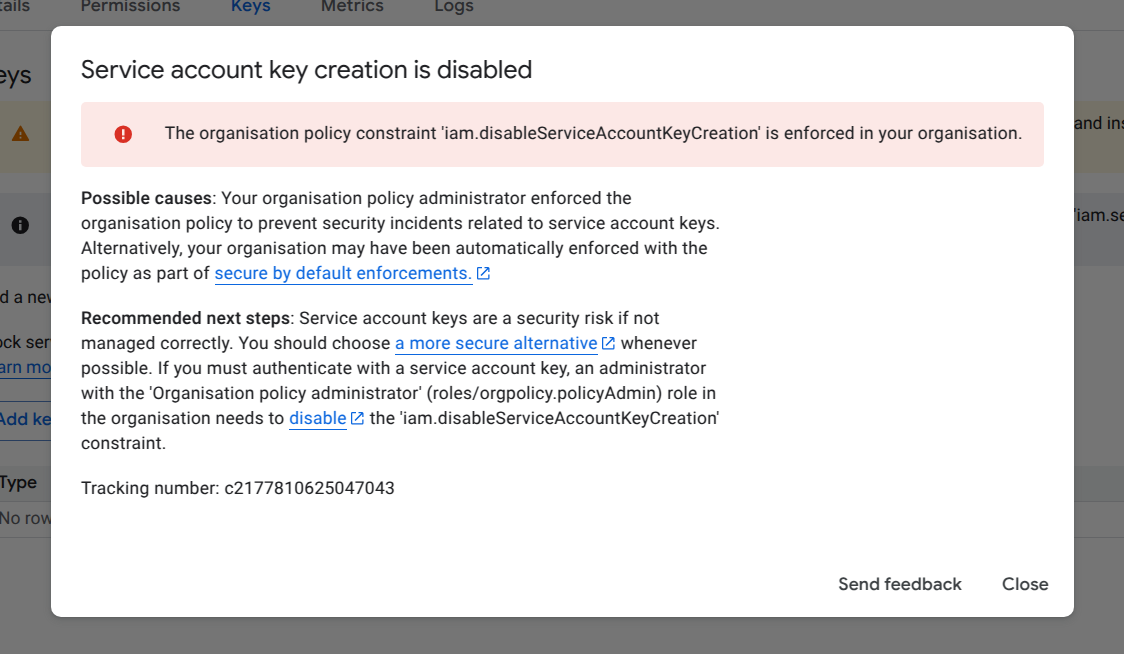 ails Permissions Keys Metrics Logs
eys
Service account key creation is disabled
The organisation policy constraint 'iam.disableServiceAccountKeyCreation' is enforced in your organisation.
and ins
Possible causes: Your organisation policy administrator enforced the
organisation policy to prevent security incidents related to service account keys.
'iam.se
Alternatively, your organisation may have been automatically enforced with the
policy as part of secure by default enforcements.
d a new
Recommended next steps: Service account keys are a security risk if not
ock ser
managed correctly. You should choose a more secure alternative whenever
arn mo
possible. If you must authenticate with a service account key, an administrator
with the 'Organisation policy administrator' (roles/orgpolicy.policyAdmin) role in
Add ke
the organisation needs to disable the 'iam.disableServiceAccountKeyCreation'
constraint.
Type
Tracking number: c2177810625047043
No row
Send feedback Close